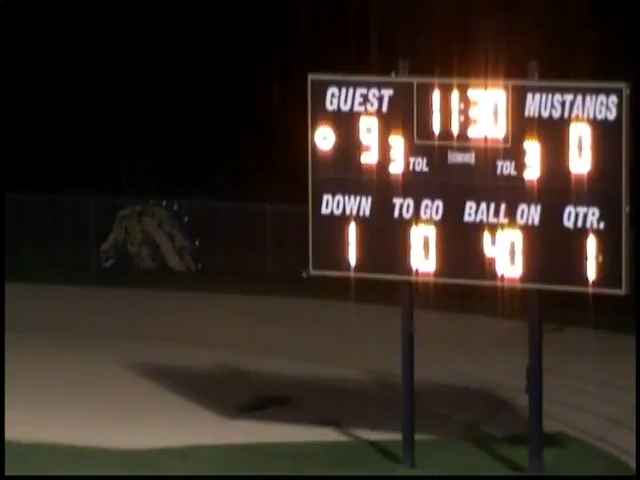 GUEST 11:30 MUSTANGS
9 3 TOL TOL 3 0
DOWN TO GO BALL ON QTR.
1 10 40 1